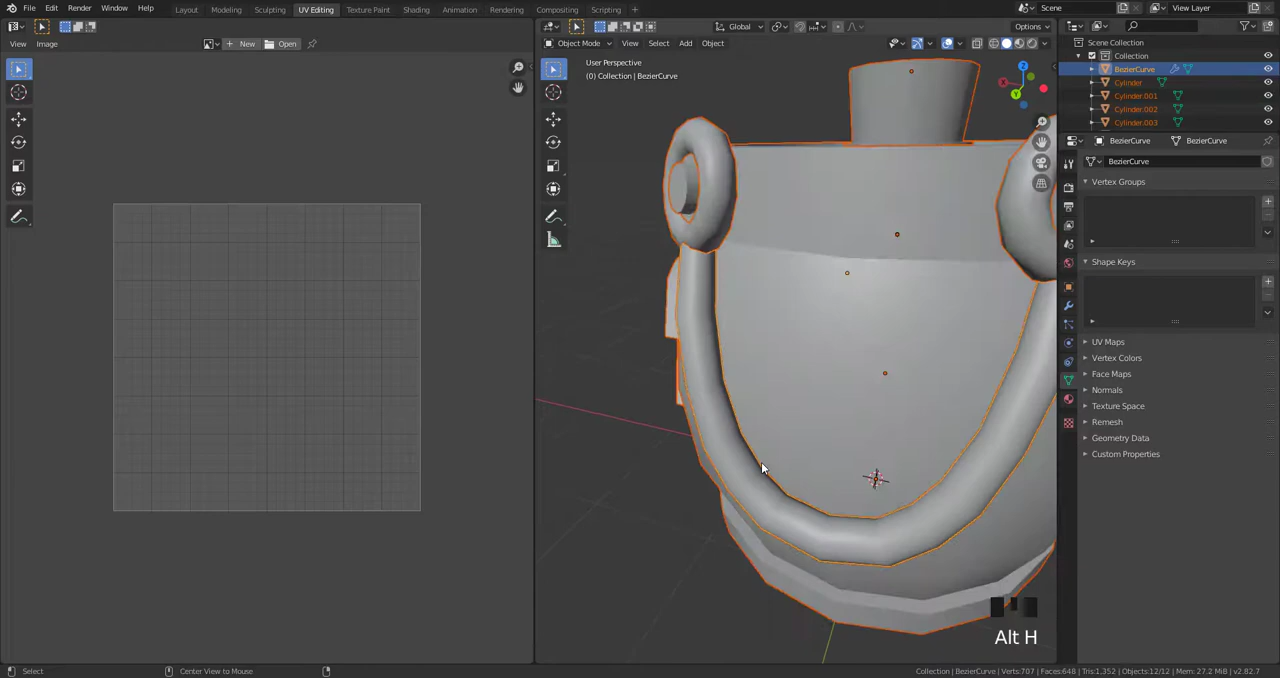 File Edit Render Window Help Layout Modeling Sculpting UV Editing Texture Paint Shading Animation Rendering Compositing Scripting + Scene View Layer
Global Options
View Image New Open Object Mode View Select Add Object
User Perspective
(0) Collection | BezierCurve
X
Y
Z
Scene Collection
Collection
BezierCurve
Cylinder
Cylinder.001
Cylinder.002
Cylinder.003
BezierCurve BezierCurve
BezierCurve
Vertex Groups
Shape Keys
UV Maps
Vertex Colors
Face Maps
Normals
Texture Space
Remesh
Geometry Data
Custom Properties
Alt H
Select Center View to Mouse Collection | BezierCurve | Verts:707 | Faces:648 | Tris:1,352 | Objects:12/12 | Mem: 27.2 MiB | v2.82.7